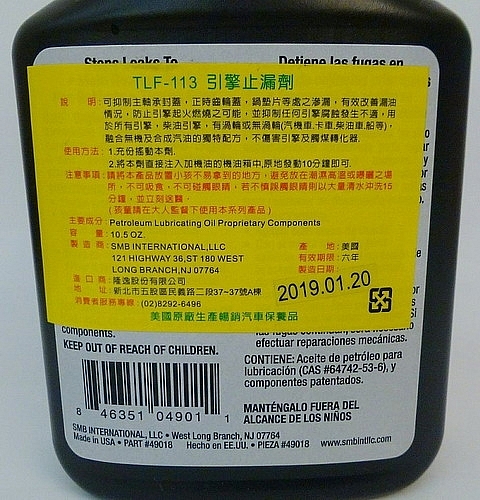 Stops Leaks To
Detiene las fugas en
TLF-113 引擎止漏劑
說 明:可抑制主軸承封蓋，正時齒輪蓋，鍋墊片等處之滲漏，有效改善漏油
情況，防止引擎起火燃燒之可能，並抑制任何引擎腐蝕發生不適，用
於所有引擎，柴油引擎，有渦輪或無渦輪(汽機車.卡車.柴油車.船等)，
融合無機及合成汽油的獨特配方，不傷害引擎及觸煤轉化器。
使用方法：1.充份搖動本劑.
2.將本劑直接注入加機油的機油箱中,原地發動10分鐘即可.
注意事項:請將本產品放置小孩不易拿到的地方，避免放在潮濕高溫或曝曬之場
所，不可吸食，不可碰觸眼睛，若不慎誤觸眼睛則以大量清水沖洗15
分鐘，並立刻送醫，
(孩童請在大人監督下使用本系列產品)
主要成分: Petroleum Lubricating Oil Proprietary Components
容 量:10.5 OZ.
製 造 商:SMB INTERNATIONAL,LLC
121 HIGHWAY 36,ST 180 WEST
LONG BRANCH,NJ 07764
產 地:美國
有效期限:六年
製造日期:
2019.01.20
進 口 商:隆逸股份有限公司
地 址:新北市五股區民義路二段37~37號A棟
消費者服務專線:(02)8292-6496
美國原廠生產暢銷汽車保養品
components.
KEEP OUT OF REACH OF CHILDREN.
efectuar reparaciones mecánicas.
CONTIENE: Aceite de petróleo para
lubricación (CAS #64742-53-6), y
componentes patentados.
MANTÉNGALO FUERA DEL
ALCANCE DE LOS NIÑOS
8 46351 04901 1
SMB INTERNATIONAL, LLC • West Long Branch, NJ 07764
Made in USA • PART #49018 Hecho en EE.UU. • PIEZA #49018 www.smbintllc.com